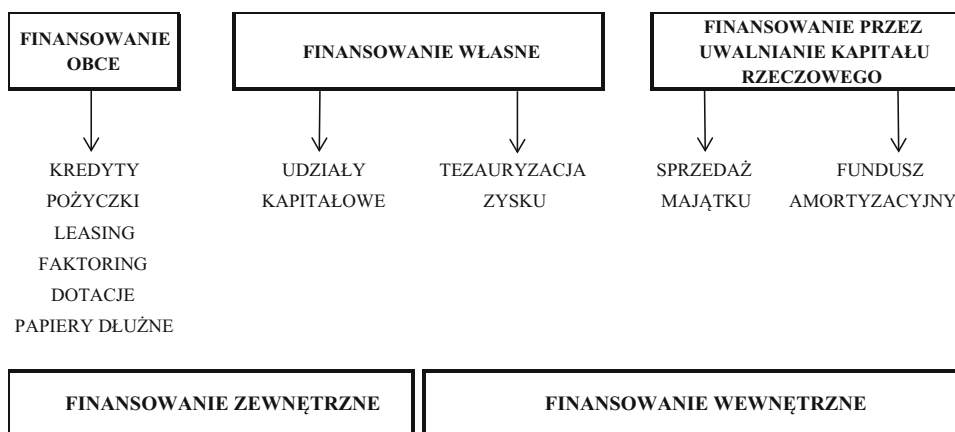 FINANSOWANIE
OBCE
FINANSOWANIE WŁASNE
FINANSOWANIE PRZEZ
UWALNIANIE KAPITAŁU
RZECZOWEGO
KREDYTY
POŻYCZKI
LEASING
FAKTORING
DOTACJE
PAPIERY DŁUŻNE
UDZIAŁY
KAPITAŁOWE
TEZAURYZACJA
ZYSKU
SPRZEDAŻ
MAJĄTKU
FUNDUSZ
AMORTYZACYJNY
FINANSOWANIE ZEWNĘTRZNE
FINANSOWANIE WEWNĘTRZNE